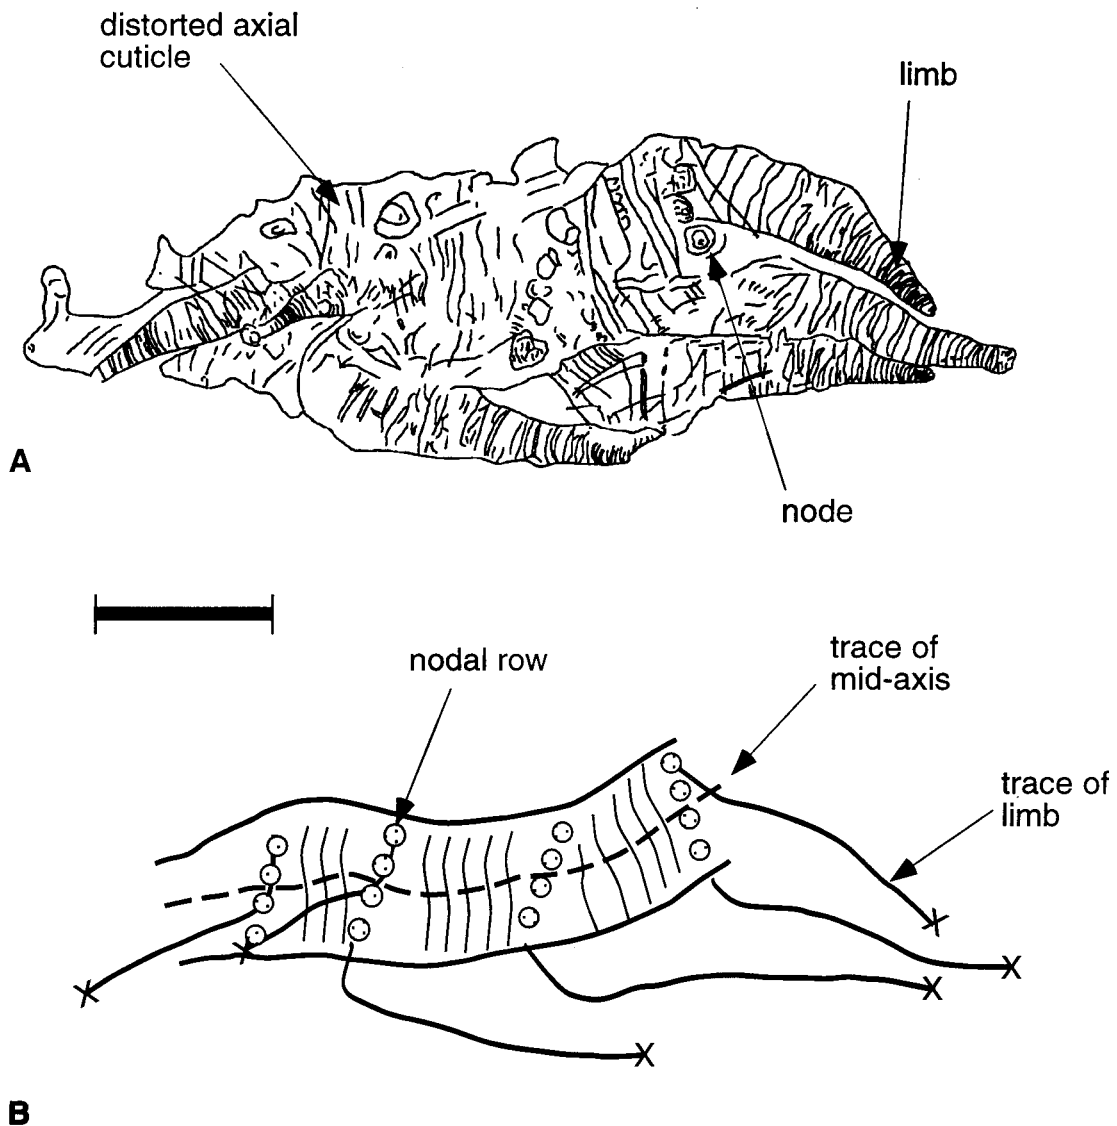 distorted axial
cuticle
limb
A
node
nodal row
trace of
mid-axis
trace of
limb
B